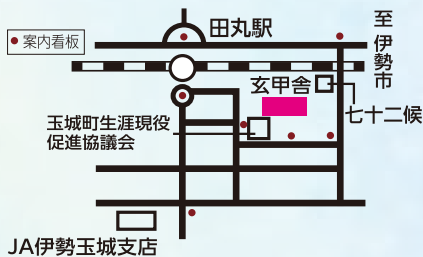 田丸駅
至伊勢市
案内看板
玄甲舎
七十二候
玉城町生涯現役
促進協議会
JA伊勢玉城支店